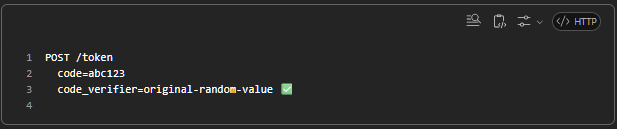 </> HTTP
1 POST /token
2 code=abc123
3 code_verifier=original-random-value ✅
4